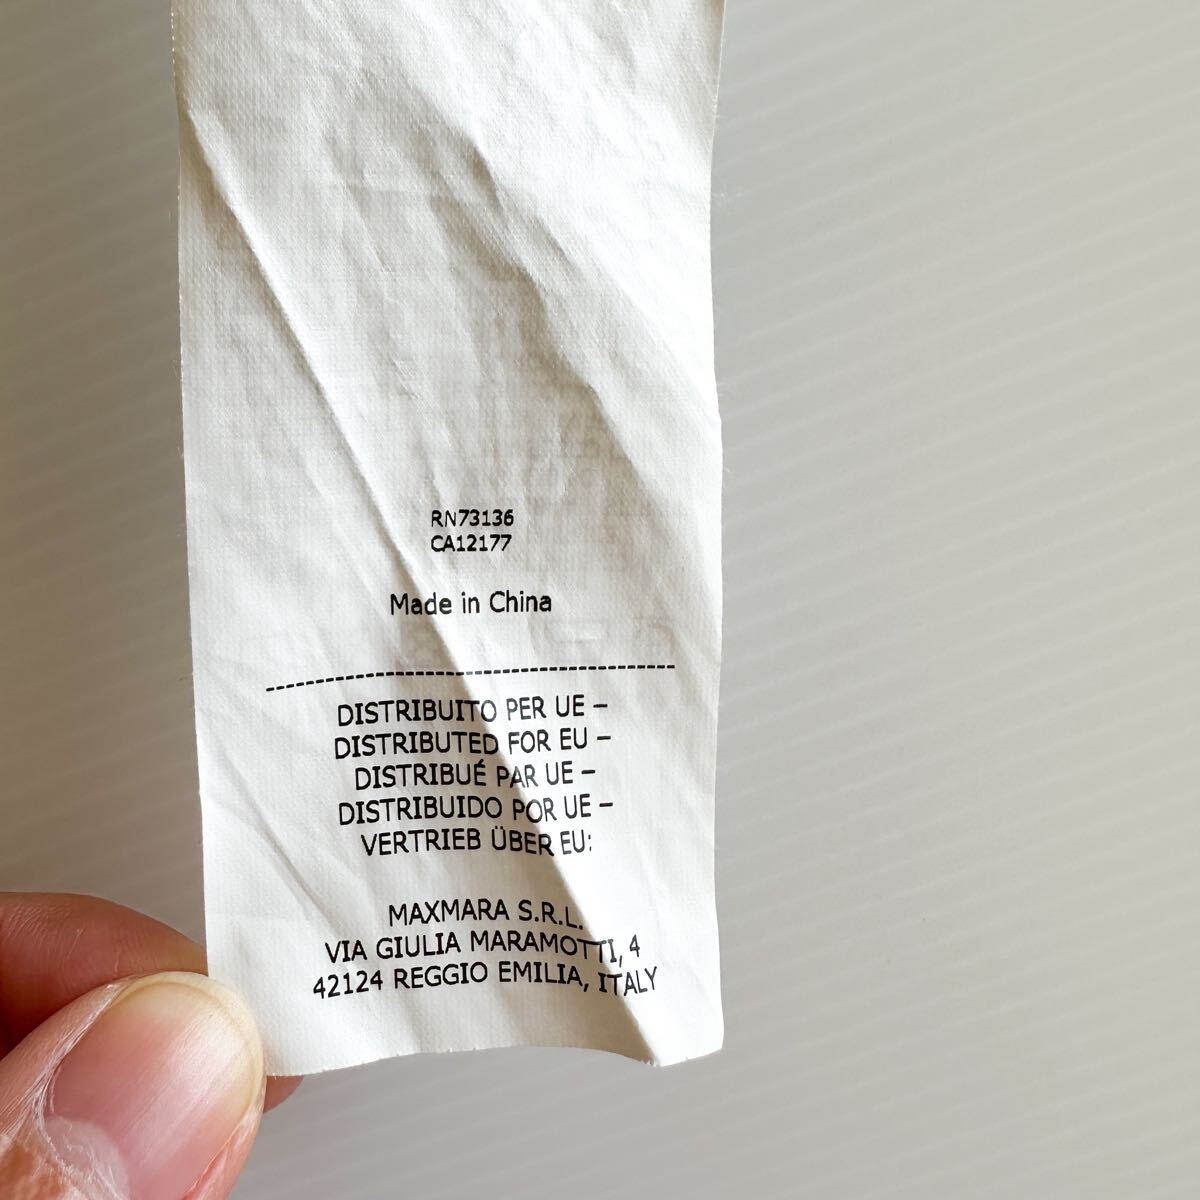 RN73136
CA12177
Made in China
DISTRIBUITO PER UE –
DISTRIBUTED FOR EU –
DISTRIBUÉ PAR UE –
DISTRIBUIDO POR UE –
VERTRIEB ÜBER EU:
MAXMARA S.R.L.
VIA GIULIA MARAMOTTI, 4
42124 REGGIO EMILIA, ITALY